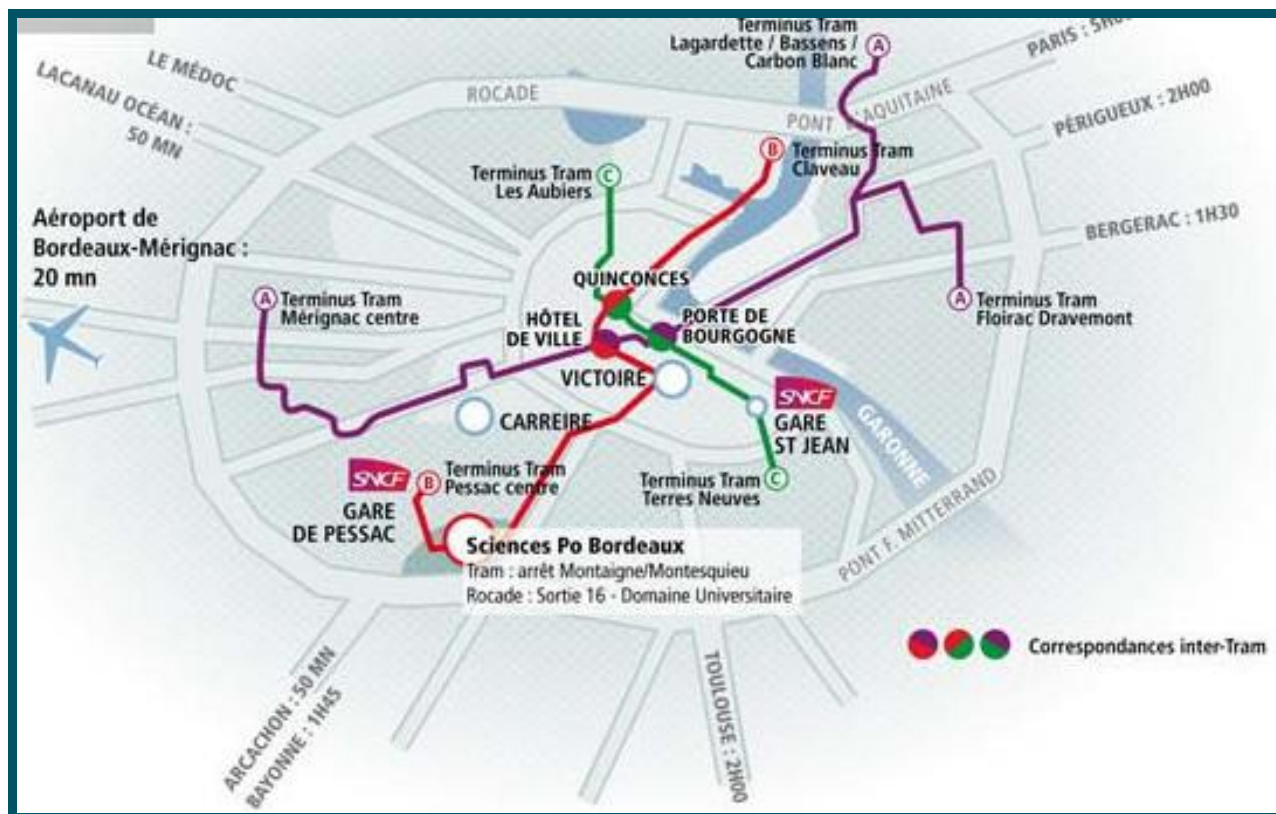 Terminus Tram
Lagardette / Bassens /
Carbon Blanc
A
LE MÉDOC
LACANAU OCÉAN :
50 MN
ROCADE
PONT D'AQUITAINE
PARIS :
PÉRIGUEUX : 2H00
BERGERAC : 1H30
B
Terminus Tram
Claveau
Terminus Tram
Les Aubiers
C
Aéroport de
Bordeaux-Mérignac :
20 mn
A
Terminus Tram
Mérignac centre
QUINCONCES
HÔTEL
DE VILLE
PORTE DE
BOURGOGNE
A
Terminus Tram
Floirac Dravemont
VICTOIRE
CARREIRE
SNCF
GARE
ST JEAN
GARONNE
SNCF
GARE
DE PESSAC
B
Terminus Tram
Pessac centre
Terminus Tram
Terres Neuves
C
PONT F. MITTERRAND
Sciences Po Bordeaux
Tram : arrêt Montaigne/Montesquieu
Rocade : Sortie 16 - Domaine Universitaire
Correspondances inter-Tram
ARCACHON : 50 MN
BAYONNE : 1H45
TOULOUSE : 2H00